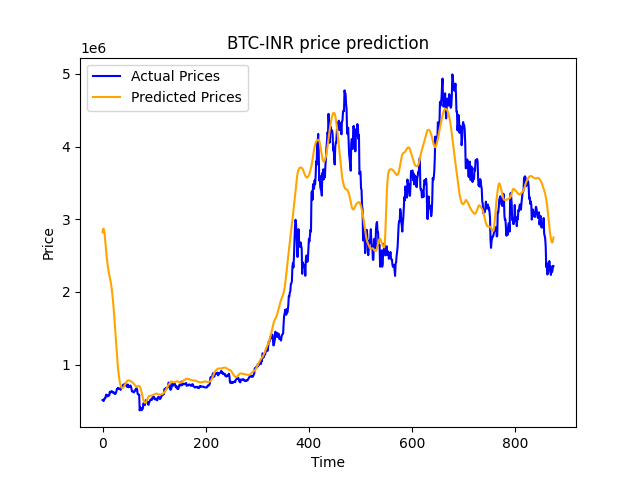 BTC-INR price prediction
1e6
Actual Prices
Predicted Prices
5
4
3
2
1
Price
0 200 400 600 800
Time